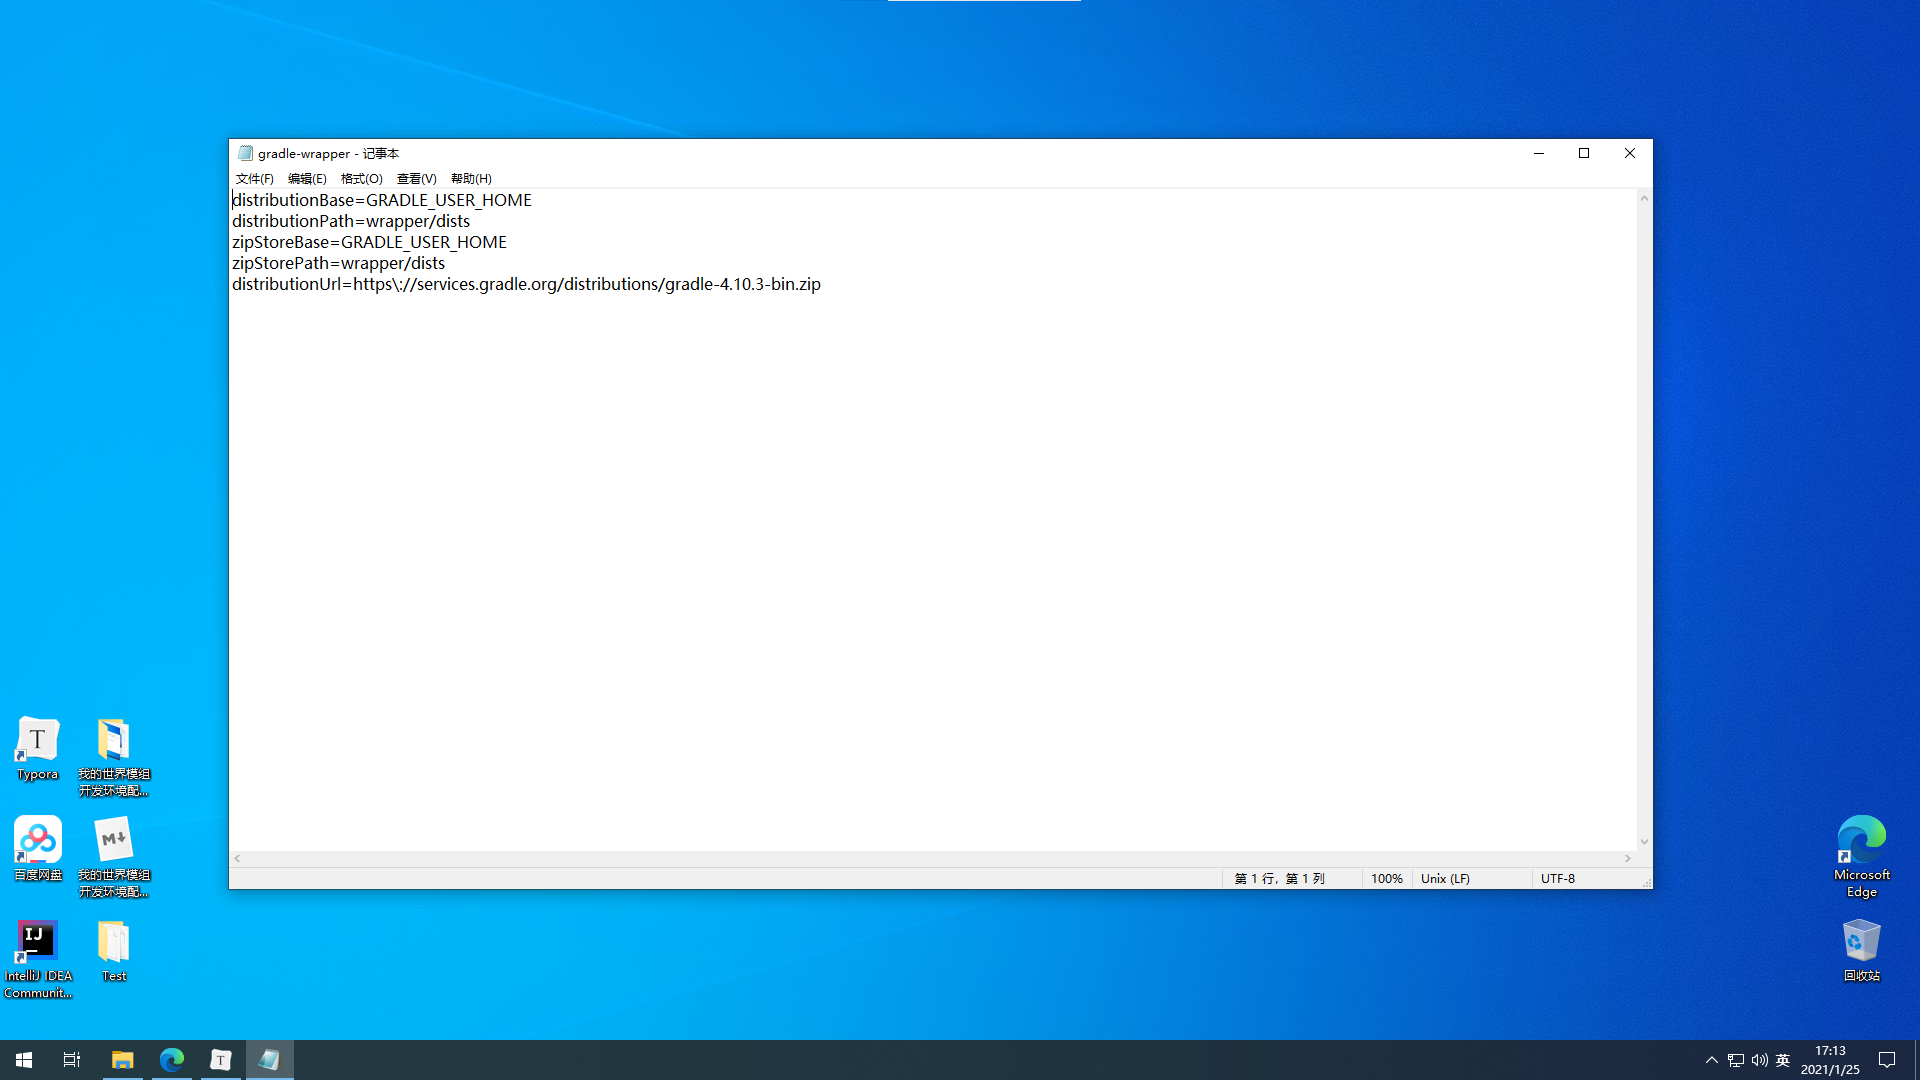 gradle-wrapper - 记事本
文件(F) 编辑(E) 格式(O) 查看(V) 帮助(H)
distributionBase=GRADLE_USER_HOME
distributionPath=wrapper/dists
zipStoreBase=GRADLE_USER_HOME
zipStorePath=wrapper/dists
distributionUrl=https\://services.gradle.org/distributions/gradle-4.10.3-bin.zip
第 1 行，第 1 列 100% Unix (LF) UTF-8
T
Typora
我的世界模组
开发环境配...
百度网盘
M
我的世界模组
开发环境配...
IJ
IntelliJ IDEA
Communit...
Test
Microsoft
Edge
回收站
T
英
17:13
2021/1/25